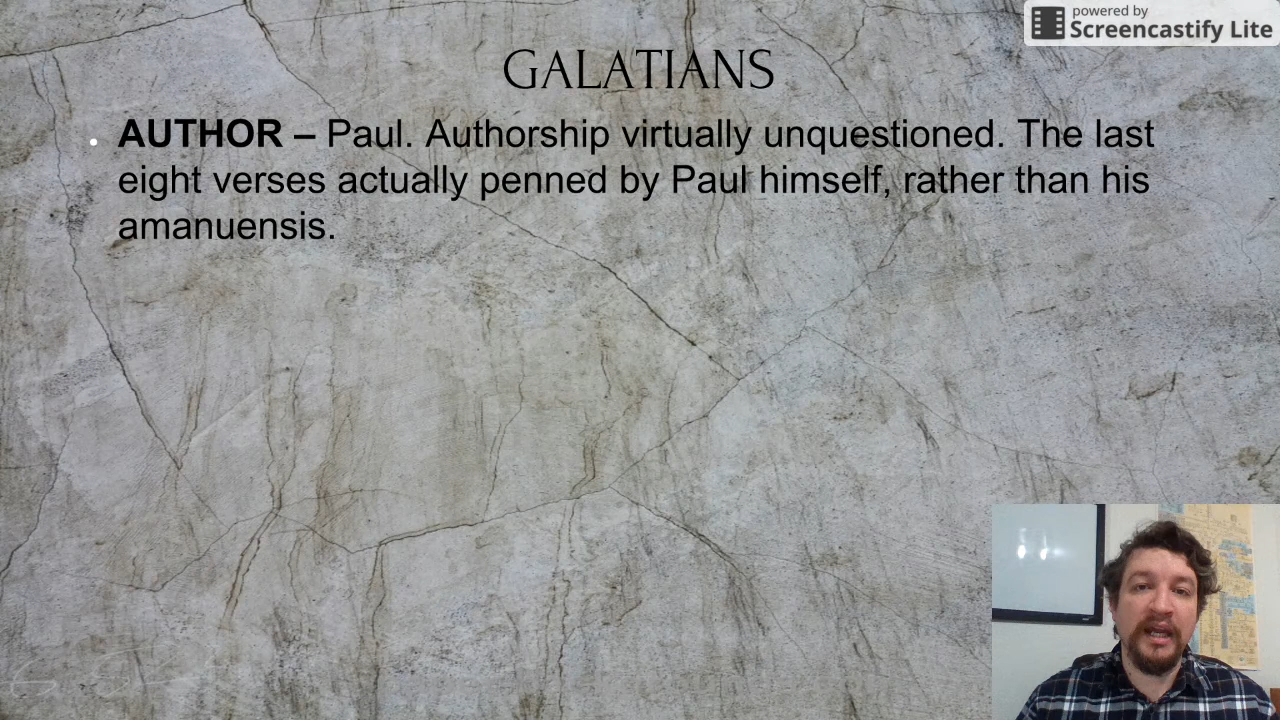 powered by
Screencastify Lite
GALATIANS
• AUTHOR – Paul. Authorship virtually unquestioned. The last
eight verses actually penned by Paul himself, rather than his
amanuensis.